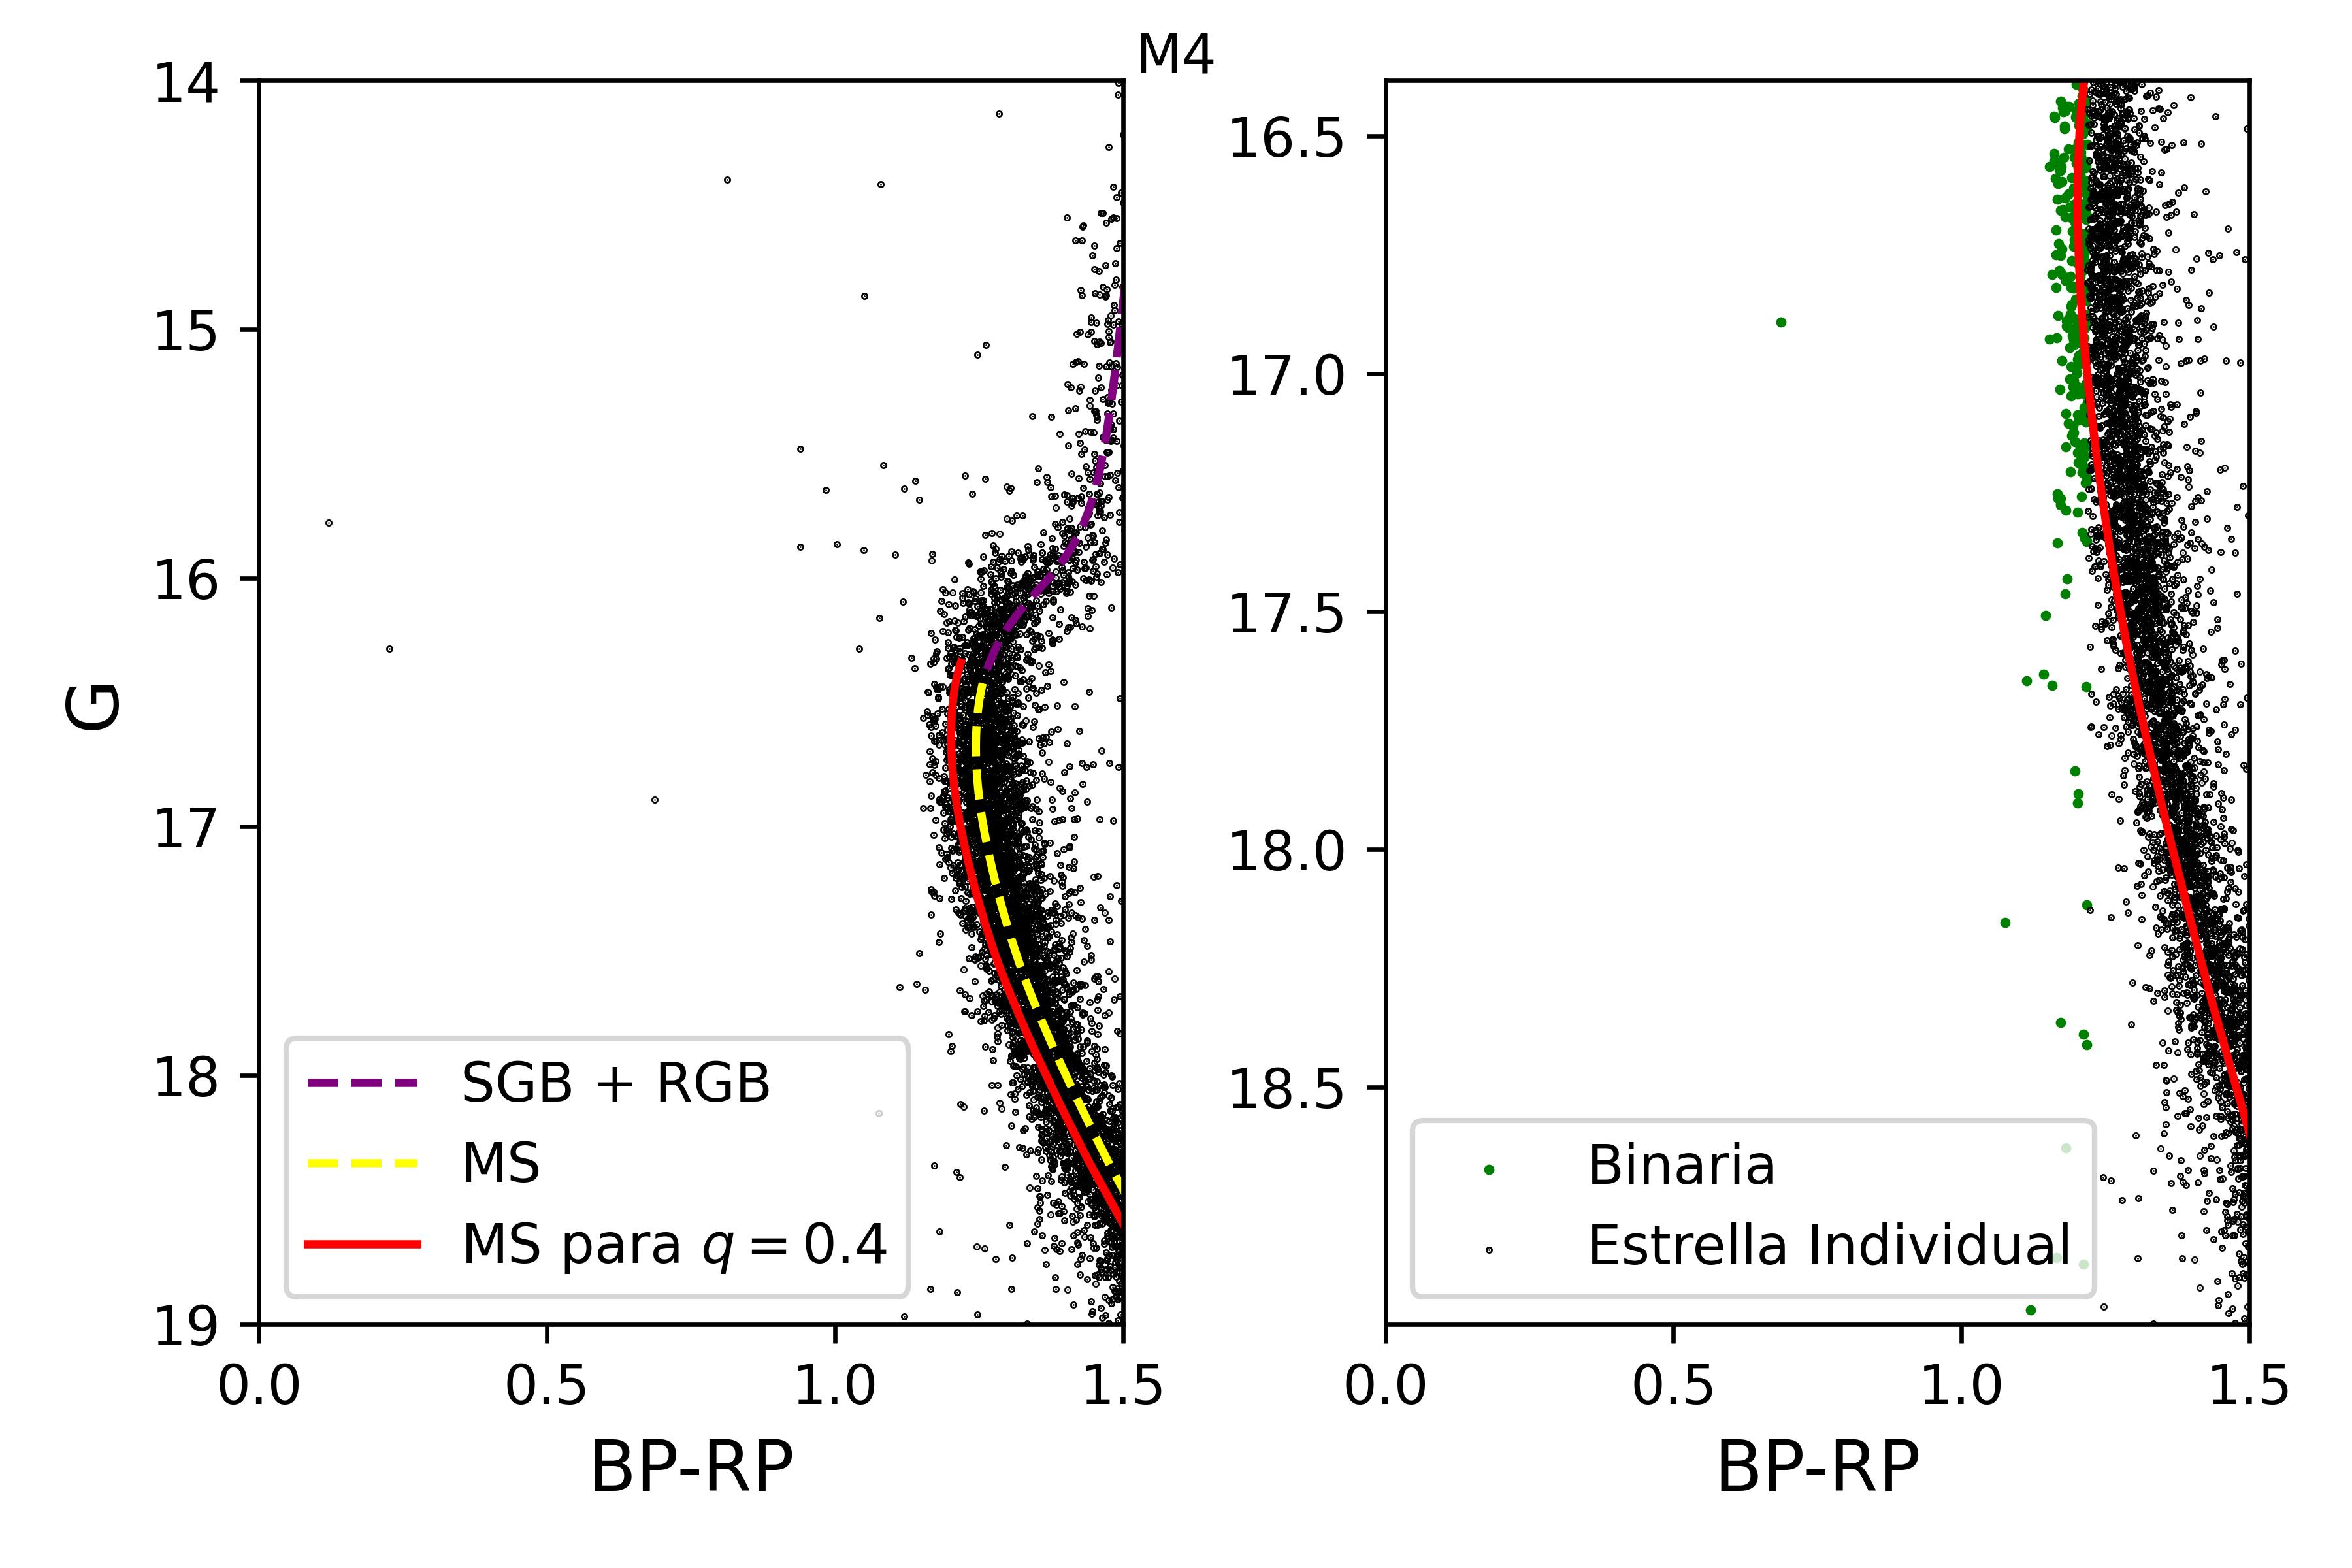 M4
14
15
16
17
18
19
G
0.0 0.5 1.0 1.5
BP-RP
SGB + RGB
MS
MS para q = 0.4
16.5
17.0
17.5
18.0
18.5
0.0 0.5 1.0 1.5
BP-RP
Binaria
Estrella Individual